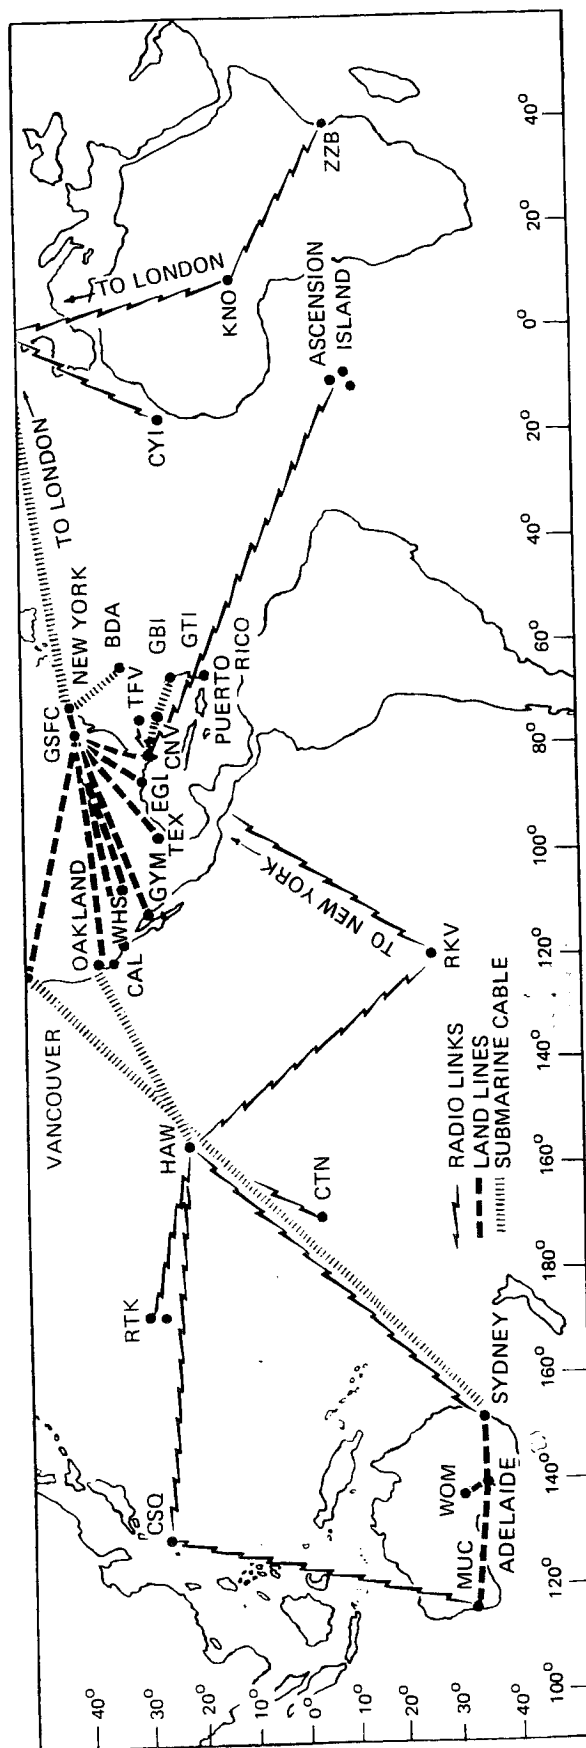 VANCOUVER
OAKLAND
GSFC
NEW YORK
TO LONDON
TO LONDON
BDA
TFV
GBI
GTI
CNV
EGL
TEX
GYM
WHS
CAL
PUERTO
RICO
CYI
KNO
ZZB
ASCENSION
ISLAND
HAW
RTK
CSQ
CTN
TO NEW YORK
RKV
WOM
MUC
ADELAIDE
SYDNEY
RADIO LINKS
LAND LINES
SUBMARINE CABLE
40°
30°
20°
10°
0°
10°
20°
30°
40°
100° 120° 140° 160° 180° 160° 140° 120° 100° 80° 60° 40° 20° 0° 20° 40°